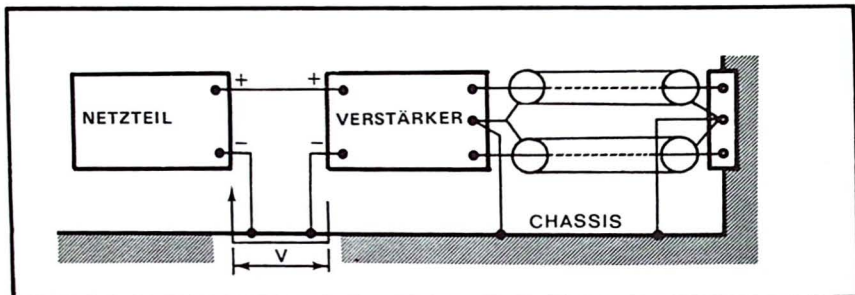 + +
NETZTEIL VERSTÄRKER
− −
CHASSIS
V